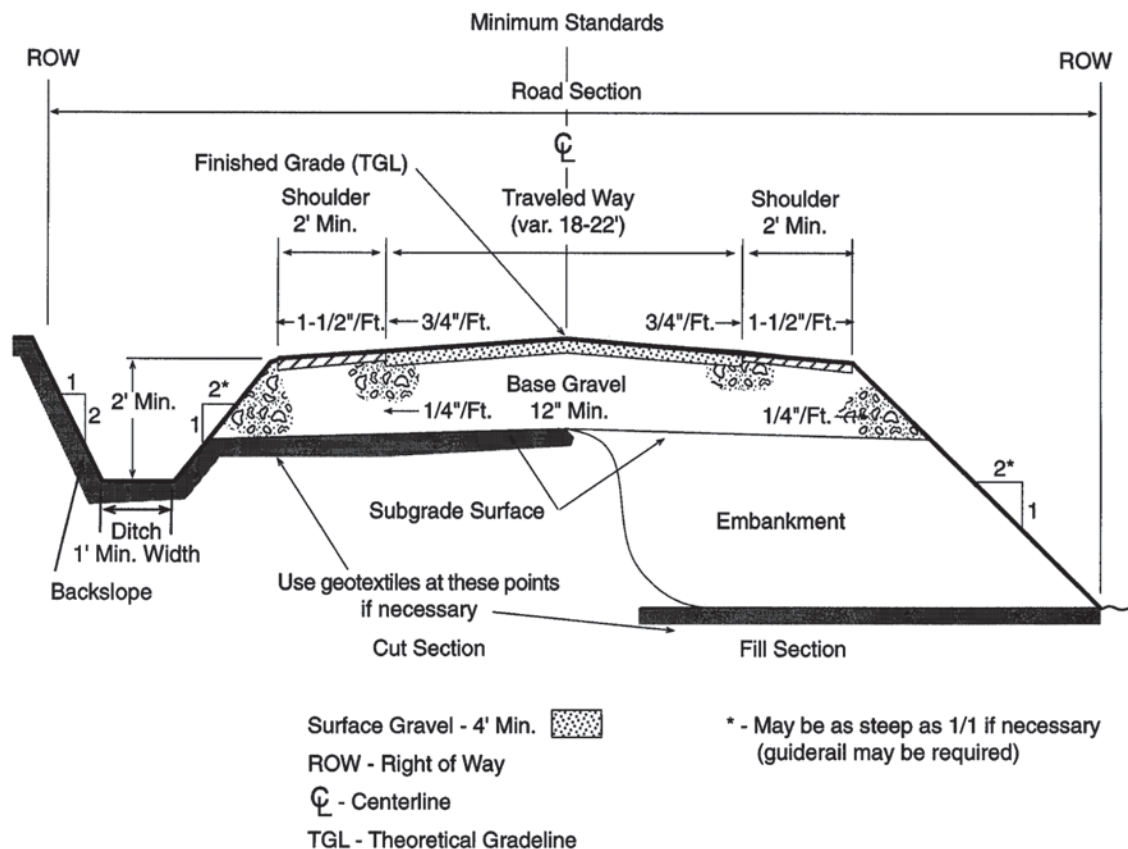 Minimum Standards
ROW
ROW
Road Section
℄
Finished Grade (TGL)
Shoulder
2' Min.
Traveled Way
(var. 18-22')
Shoulder
2' Min.
1-1/2"/Ft.
3/4"/Ft.
3/4"/Ft.
1-1/2"/Ft.
1
2
2' Min.
2*
1
Base Gravel
12" Min.
1/4"/Ft.
1/4"/Ft.
2*
1
Subgrade Surface
Embankment
Ditch
1' Min. Width
Backslope
Use geotextiles at these points
if necessary
Cut Section
Fill Section
Surface Gravel - 4' Min.
ROW - Right of Way
℄ - Centerline
TGL - Theoretical Gradeline
* - May be as steep as 1/1 if necessary
(guiderail may be required)